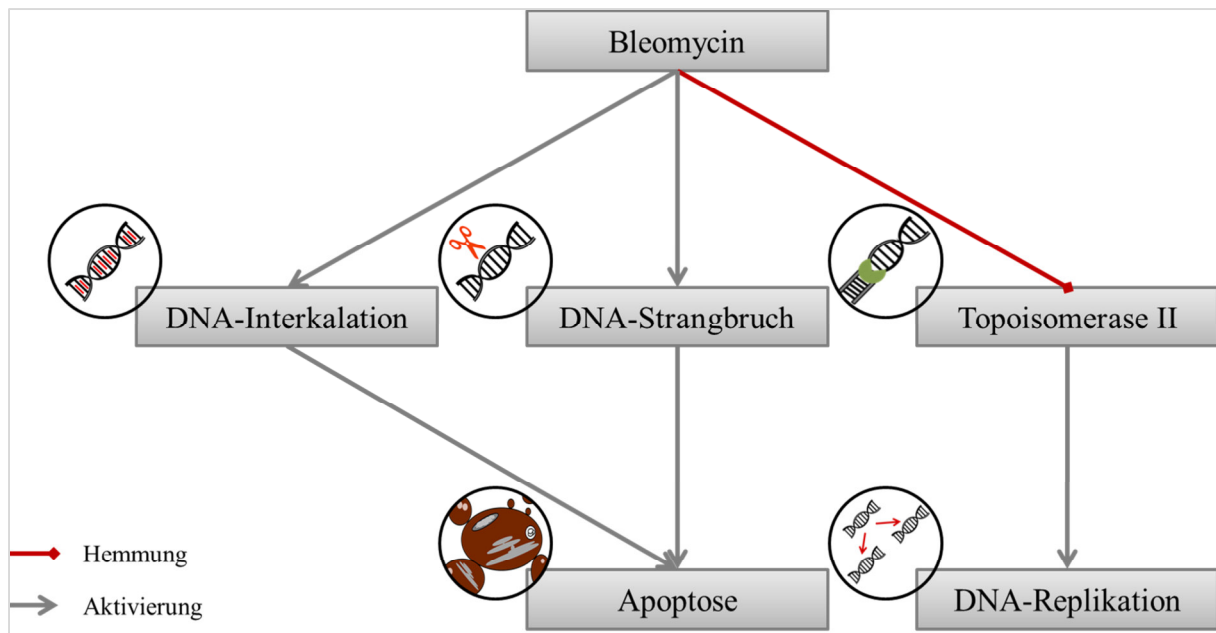 Bleomycin
DNA-Interkalation
DNA-Strangbruch
Topoisomerase II
Hemmung
Aktivierung
Apoptose
DNA-Replikation